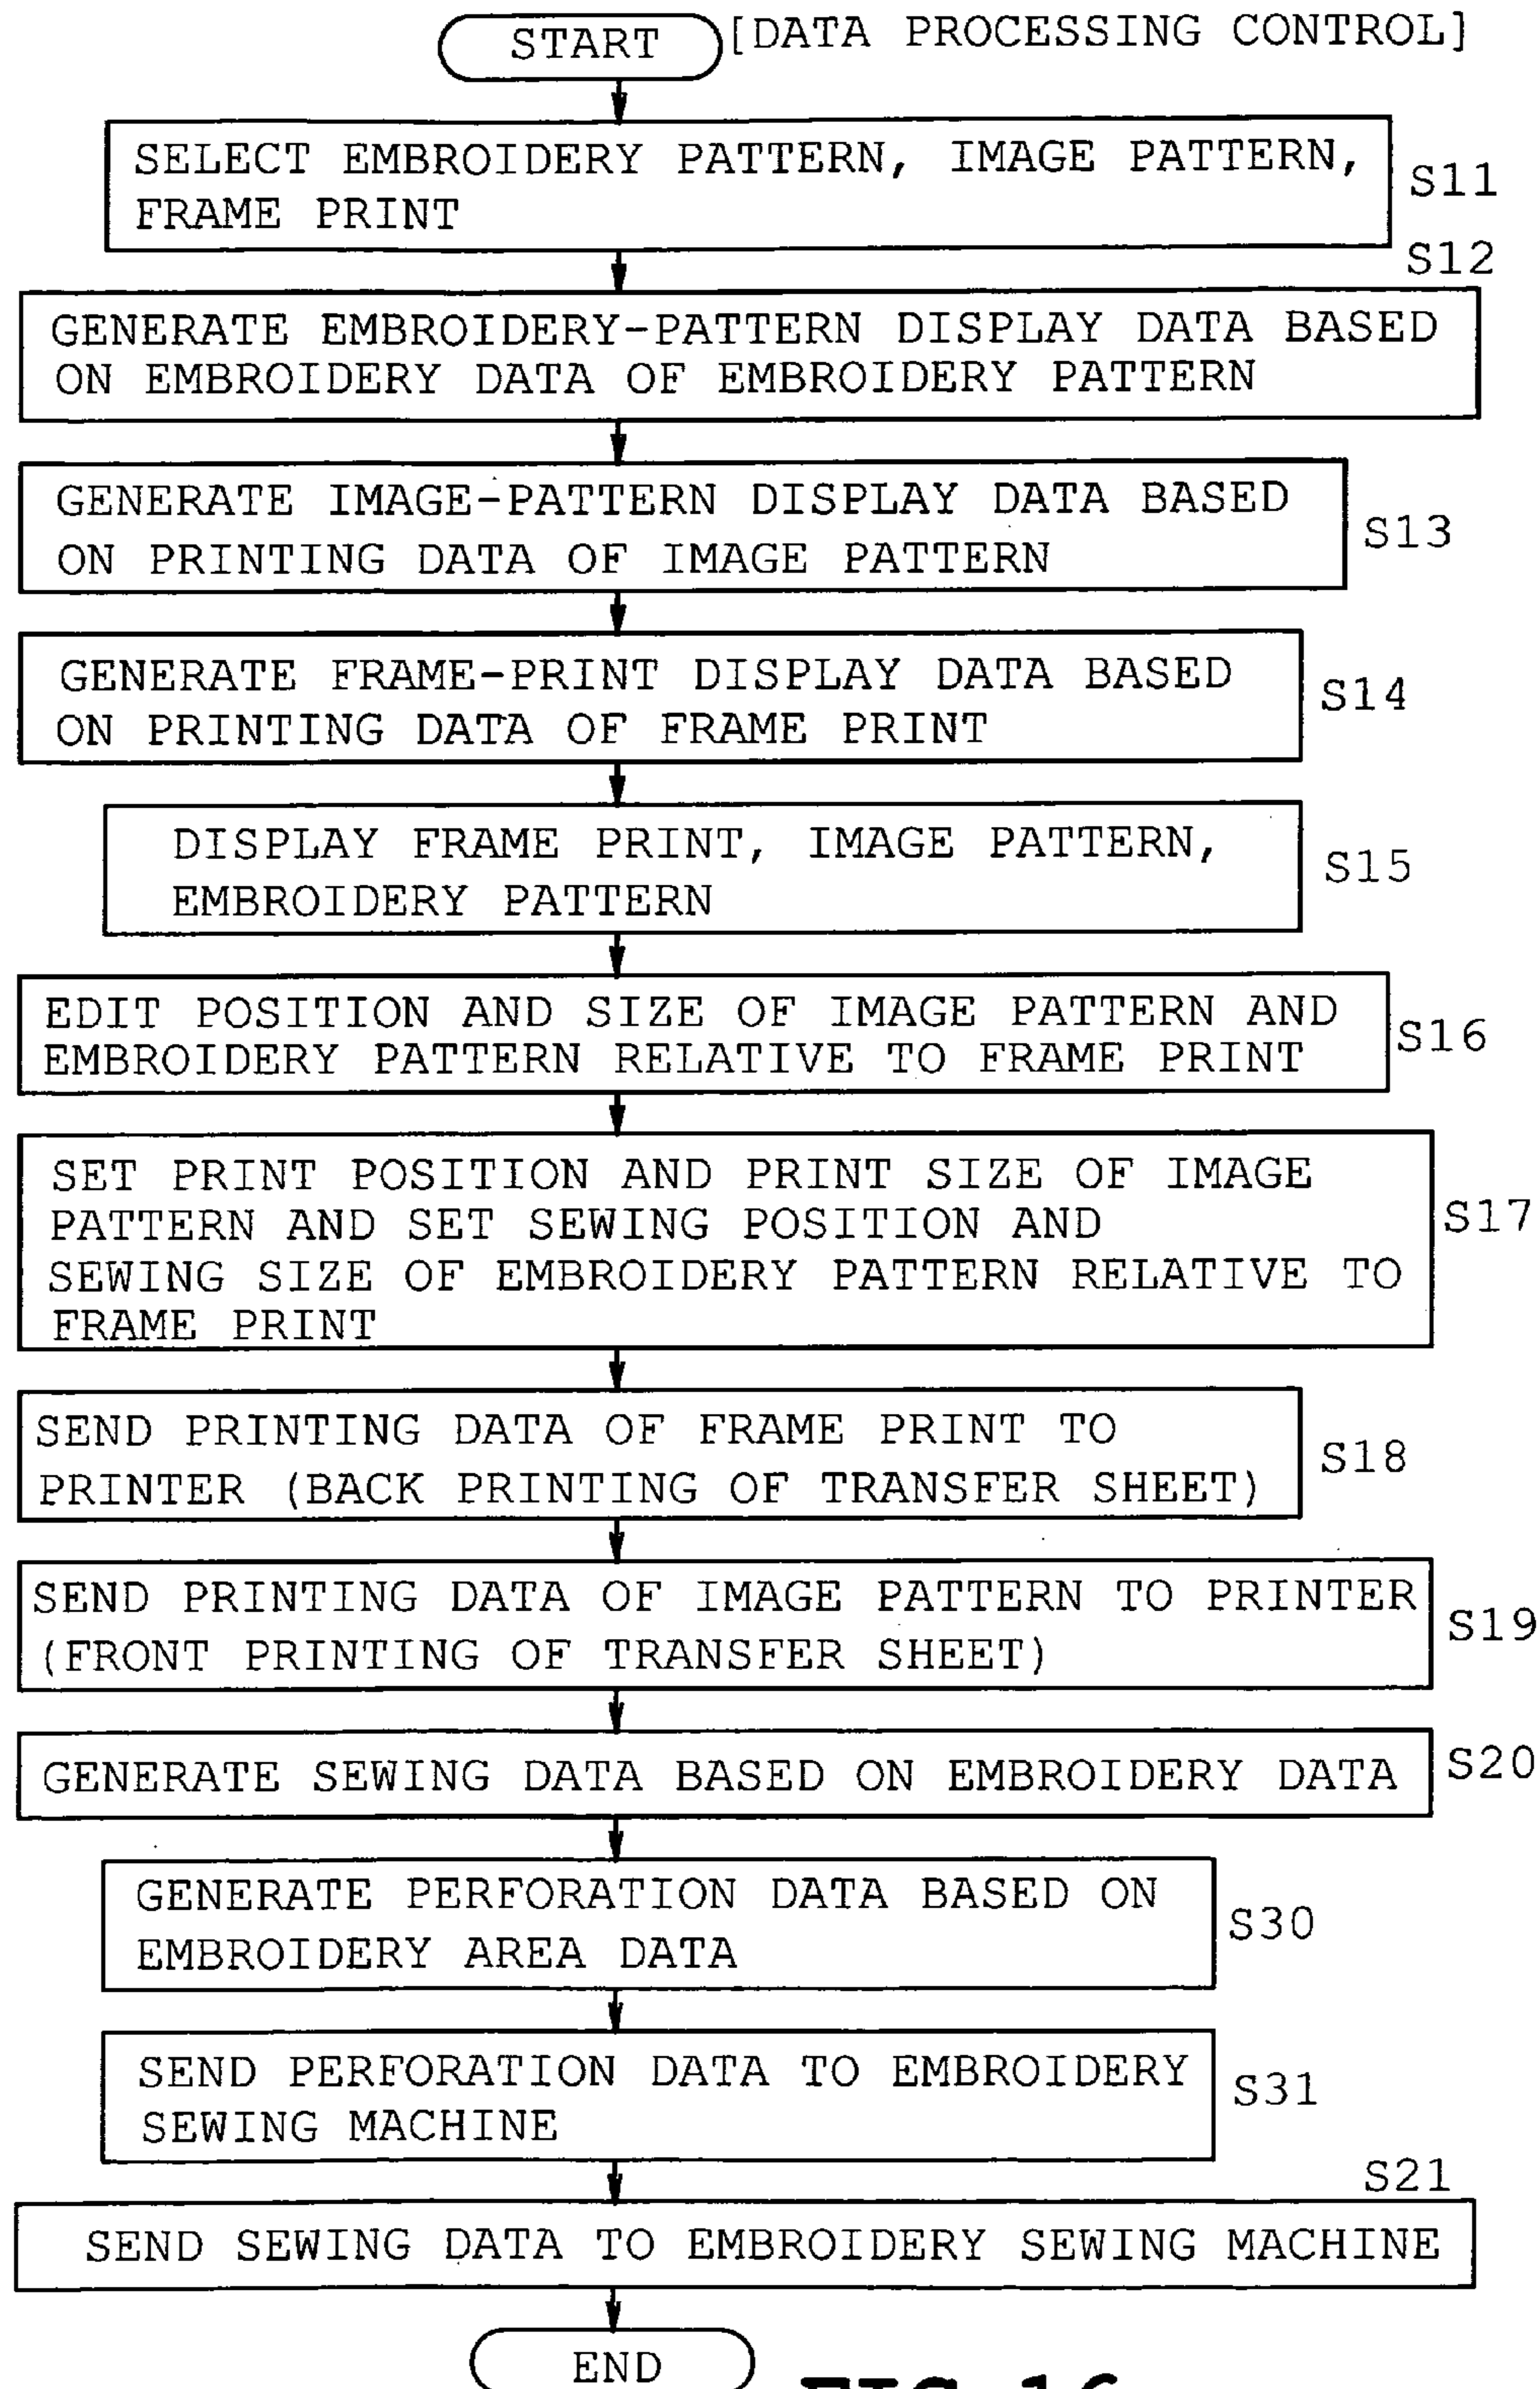 START [DATA PROCESSING CONTROL]
SELECT EMBROIDERY PATTERN, IMAGE PATTERN,
FRAME PRINT
S11
S12
GENERATE EMBROIDERY-PATTERN DISPLAY DATA BASED
ON EMBROIDERY DATA OF EMBROIDERY PATTERN
GENERATE IMAGE-PATTERN DISPLAY DATA BASED
ON PRINTING DATA OF IMAGE PATTERN
S13
GENERATE FRAME-PRINT DISPLAY DATA BASED
ON PRINTING DATA OF FRAME PRINT
S14
DISPLAY FRAME PRINT, IMAGE PATTERN,
EMBROIDERY PATTERN
S15
EDIT POSITION AND SIZE OF IMAGE PATTERN AND
EMBROIDERY PATTERN RELATIVE TO FRAME PRINT
S16
SET PRINT POSITION AND PRINT SIZE OF IMAGE
PATTERN AND SET SEWING POSITION AND
SEWING SIZE OF EMBROIDERY PATTERN RELATIVE TO
FRAME PRINT
S17
SEND PRINTING DATA OF FRAME PRINT TO
PRINTER (BACK PRINTING OF TRANSFER SHEET)
S18
SEND PRINTING DATA OF IMAGE PATTERN TO PRINTER
(FRONT PRINTING OF TRANSFER SHEET)
S19
GENERATE SEWING DATA BASED ON EMBROIDERY DATA
S20
GENERATE PERFORATION DATA BASED ON
EMBROIDERY AREA DATA
S30
SEND PERFORATION DATA TO EMBROIDERY
SEWING MACHINE
S31
S21
SEND SEWING DATA TO EMBROIDERY SEWING MACHINE
END
FIG. 16